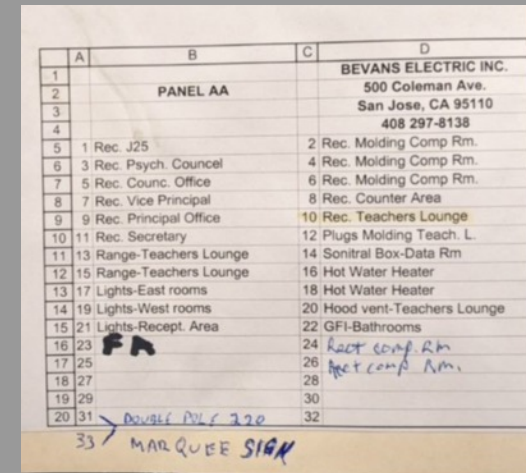 A B C D
1 BEVANS ELECTRIC INC.
2 PANEL AA 500 Coleman Ave.
3 San Jose, CA 95110
4 408 297-8138
5 1 Rec. J25 2 Rec. Molding Comp Rm.
6 3 Rec. Psych. Councel 4 Rec. Molding Comp Rm.
7 5 Rec. Counc. Office 6 Rec. Molding Comp Rm.
8 7 Rec. Vice Principal 8 Rec. Counter Area
9 9 Rec. Principal Office 10 Rec. Teachers Lounge
10 11 Rec. Secretary 12 Plugs Molding Teach. L.
11 13 Range-Teachers Lounge 14 Sonitral Box-Data Rm
12 15 Range-Teachers Lounge 16 Hot Water Heater
13 17 Lights-East rooms 18 Hot Water Heater
14 19 Lights-West rooms 20 Hood vent-Teachers Lounge
15 21 Lights-Recept. Area 22 GFI-Bathrooms
16 23 FA 24 Rect comp. Rm
17 25 26 Rect comp Rm.
18 27 28
19 29 30
20 31 DOUBLE POLE 220 32
33 MARQUEE SIGN